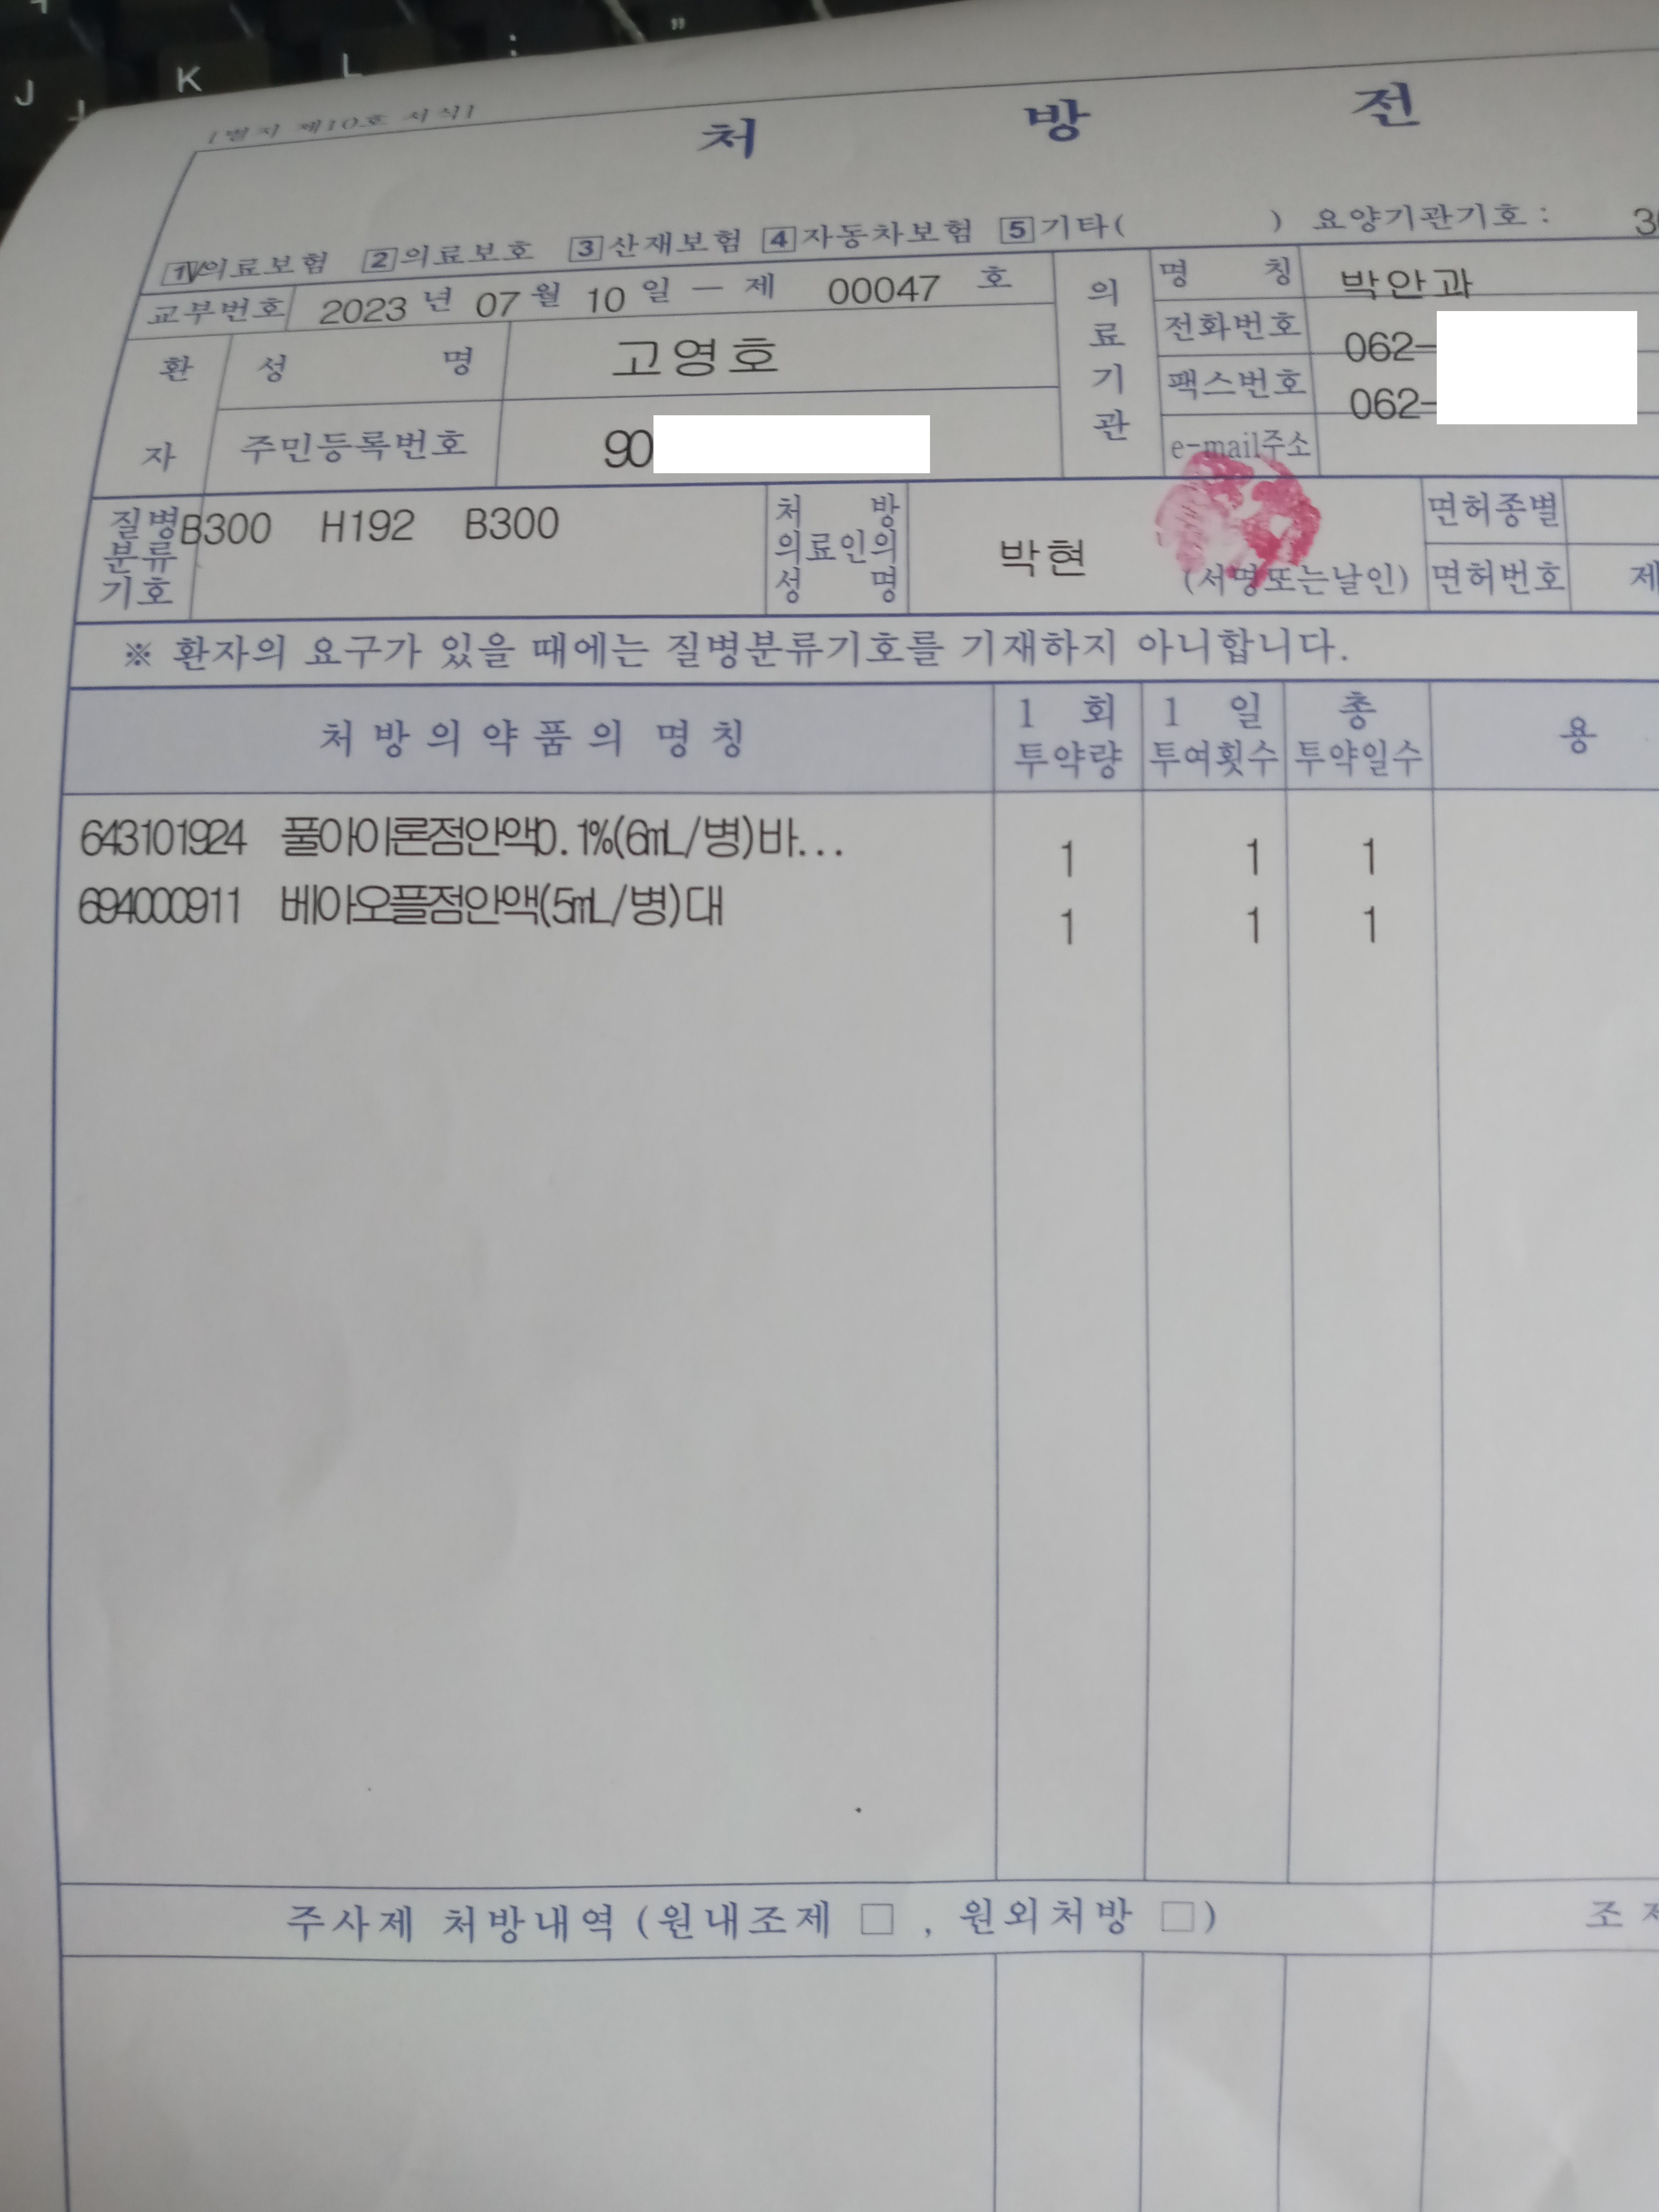 [별지 제10호 서식]
처 방 전
1 V 의료보험 2 의료보호 3 산재보험 4 자동차보험 5 기타( ) 요양기관기호 : 3
교부번호 2023 년 07 월 10 일 - 제 00047 호
환자 성 명 고영호
주민등록번호 90
의료기관 명 칭 박안과
전화번호 062-
팩스번호 062-
e-mail주소
질병분류기호 B300 H192 B300
처방의료인의성명 박현 (서명또는날인)
면허종별
면허번호 제
※ 환자의 요구가 있을 때에는 질병분류기호를 기재하지 아니합니다.
처방의약품의 명칭 1 회 투약량 1 일 투여횟수 총 투약일수 용
643101924 풀아이론점안액0.1%(6mL/병)바... 1 1 1
694000911 베아오플점안액(5mL/병)대 1 1 1
주사제 처방내역 (원내조제 □ , 원외처방 □) 조
J K L ; "